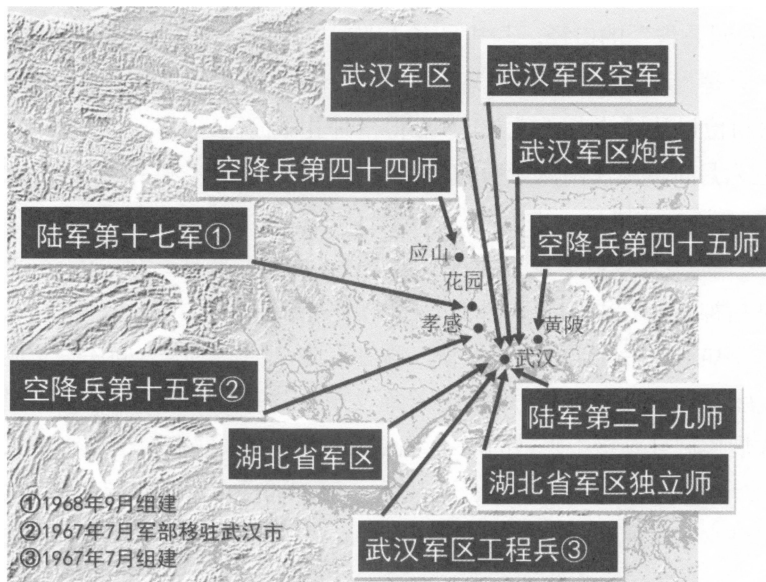 武汉军区
武汉军区空军
武汉军区炮兵
空降兵第四十四师
陆军第十七军①
空降兵第四十五师
应山
花园
孝感
黄陂
武汉
空降兵第十五军②
陆军第二十九师
湖北省军区
湖北省军区独立师
武汉军区工程兵③
①1968年9月组建
②1967年7月军部移驻武汉市
③1967年7月组建